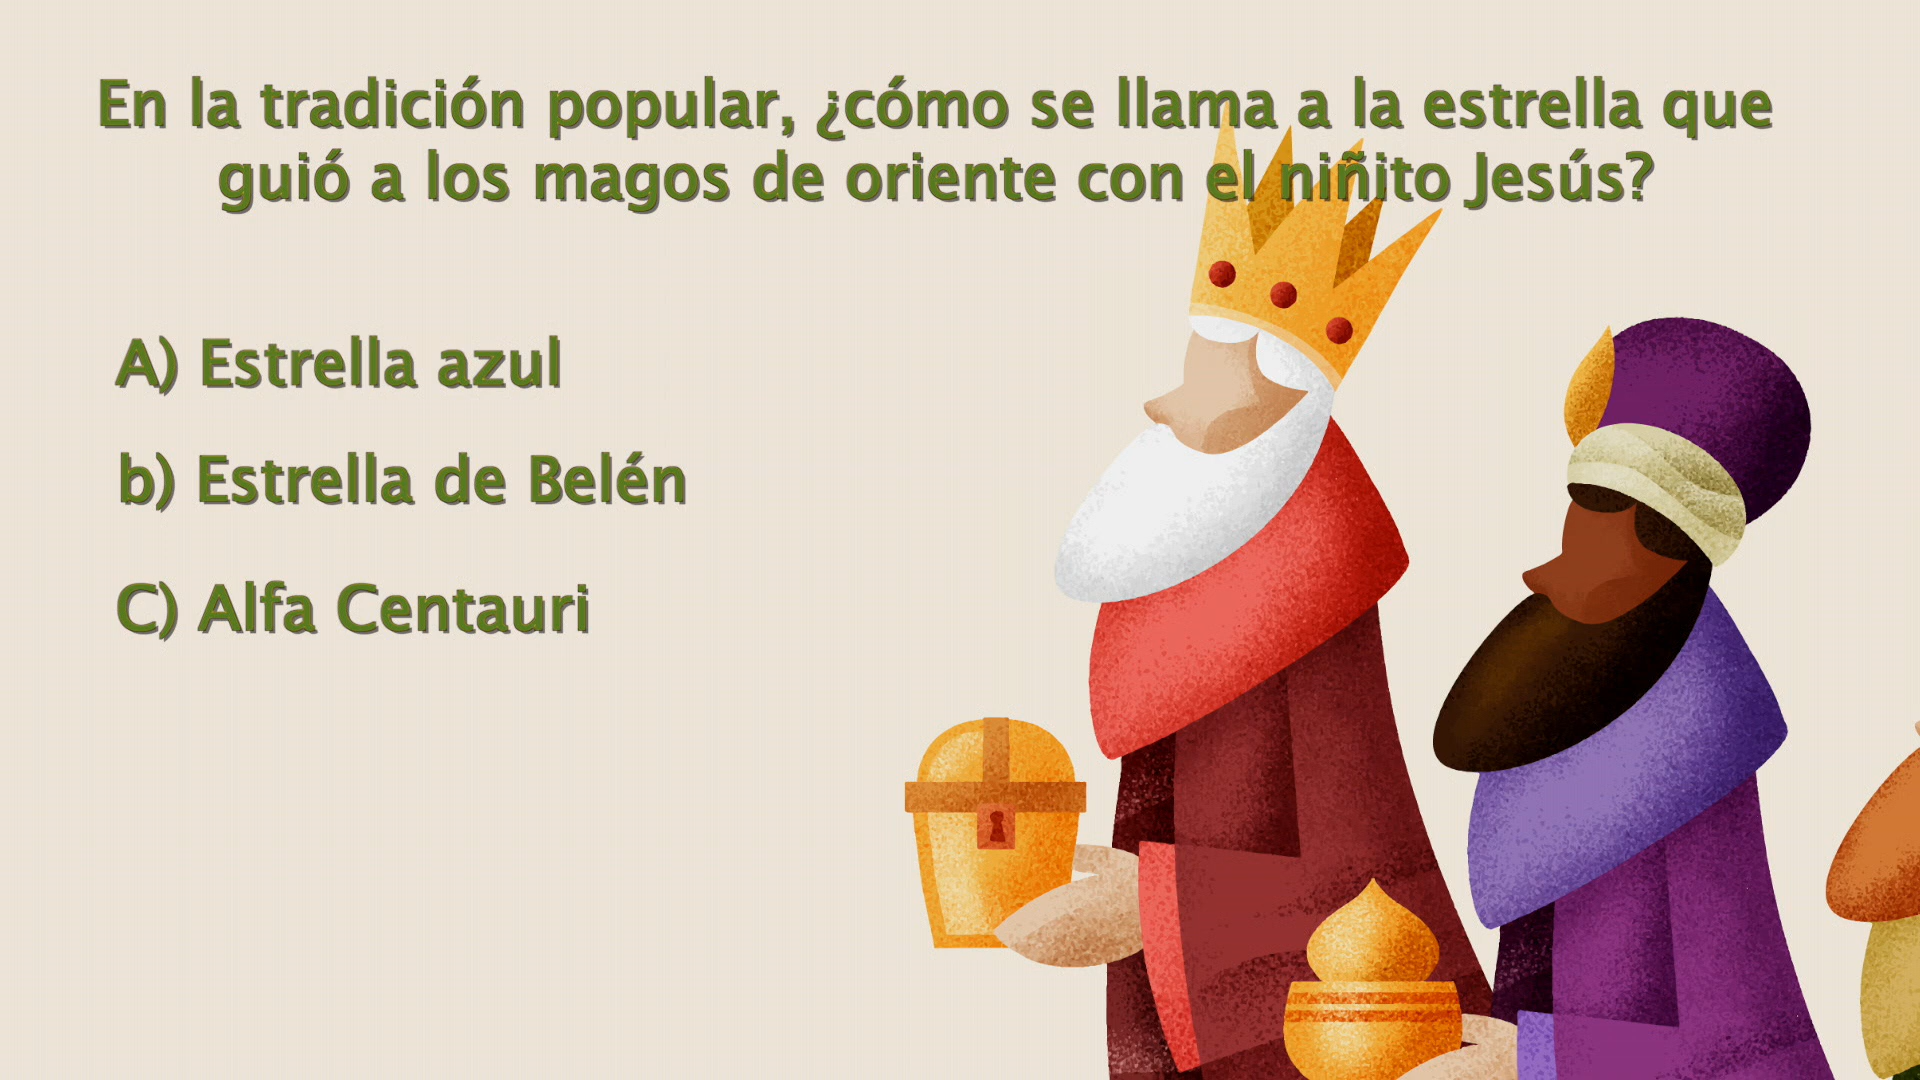 En la tradición popular, ¿cómo se llama a la estrella que
guió a los magos de oriente con el niñito Jesús?
A) Estrella azul
b) Estrella de Belén
C) Alfa Centauri